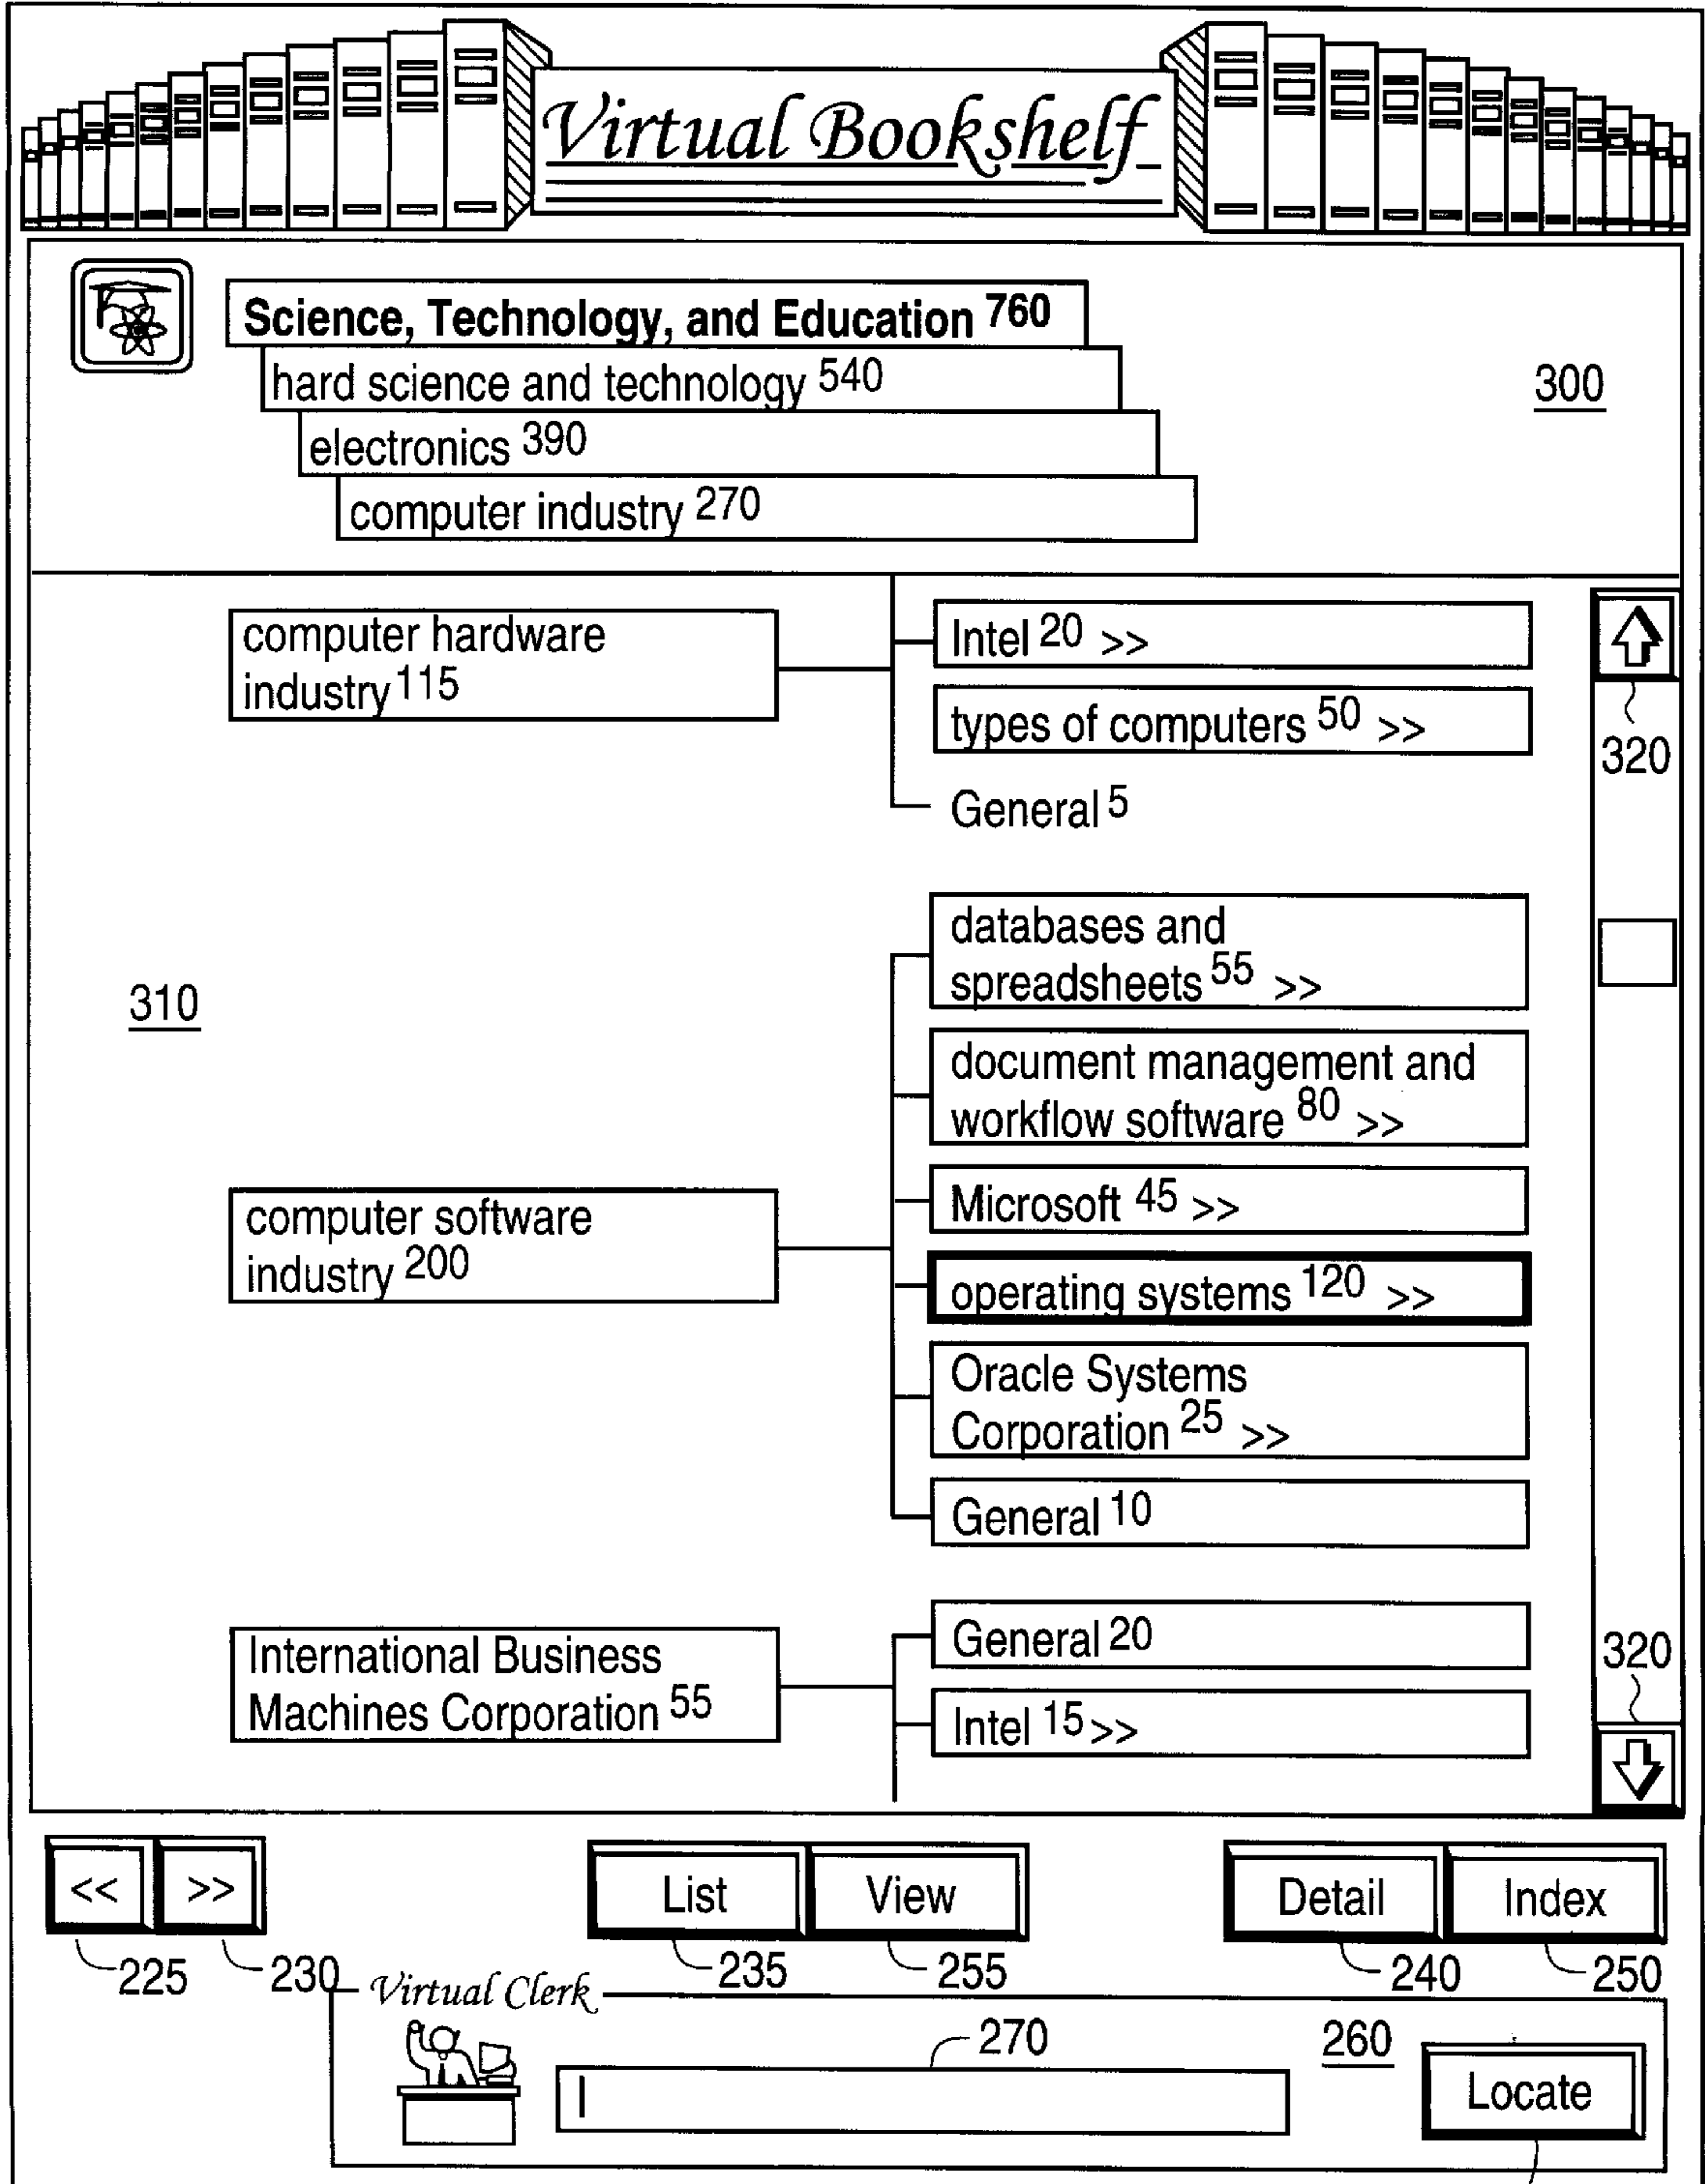 Virtual Bookshelf
Science, Technology, and Education 760
hard science and technology 540
300
electronics 390
computer industry 270
computer hardware
industry 115
Intel 20 >>
types of computers 50 >>
320
General 5
databases and
spreadsheets 55 >>
310
document management and
workflow software 80 >>
Microsoft 45 >>
computer software
industry 200
operating systems 120 >>
Oracle Systems
Corporation 25 >>
General 10
General 20
320
International Business
Machines Corporation 55
Intel 15 >>
<< >> List View Detail Index
225 230 235 255 240 250
Virtual Clerk
270 260
Locate